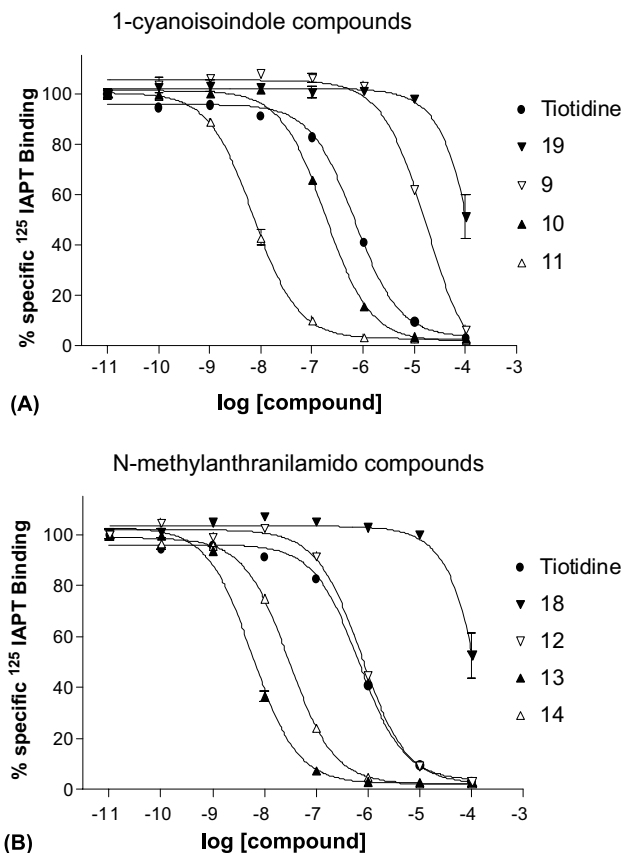 1-cyanoisoindole compounds
% specific ¹²⁵ IAPT Binding
100
80
60
40
20
0
-11 -10 -9 -8 -7 -6 -5 -4 -3
log [compound]
Tiotidine
19
9
10
11
(A)
N-methylanthranilamido compounds
% specific ¹²⁵ IAPT Binding
100
80
60
40
20
0
-11 -10 -9 -8 -7 -6 -5 -4 -3
log [compound]
Tiotidine
18
12
13
14
(B)